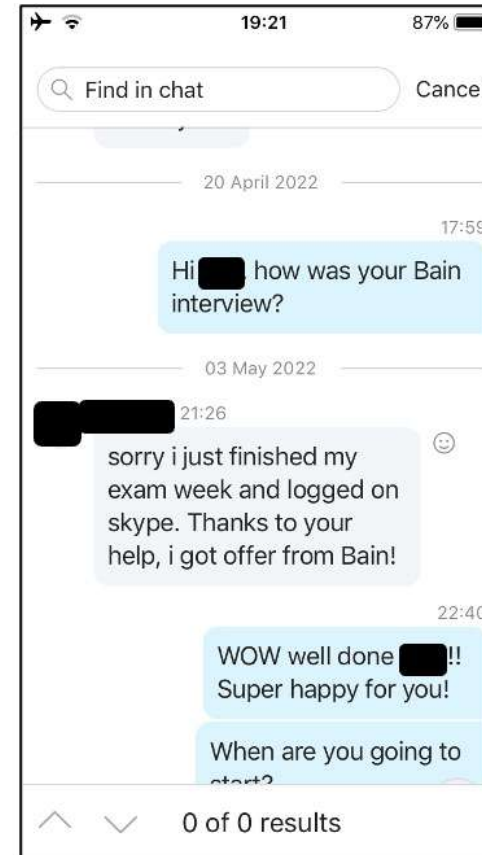 19:21
87%
Find in chat
Cance
20 April 2022
17:59
Hi , how was your Bain
interview?
03 May 2022
21:26
sorry i just finished my
exam week and logged on
skype. Thanks to your
help, i got offer from Bain!
22:40
WOW well done !!
Super happy for you!
When are you going to
start?
0 of 0 results